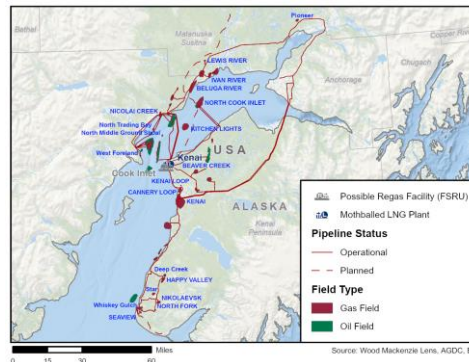 Bethel
Matanuska
Susitna
Pioneer
Copper River
Chugach
Anchorage
LEWIS RIVER
IVAN RIVER
BELUGA RIVER
NICOLAI CREEK
NORTH COOK INLET
North Trading Bay
North Middle Ground Shoal
KITCHEN LIGHTS
West Foreland
Kenai
USA
BEAVER CREEK
Cook Inlet
KENAI LOOP
CANNERY LOOP
KENAI
ALASKA
Kenai
Peninsula
Deep Creek
HAPPY VALLEY
Star
NIKOLAEVSK
Whiskey Gulch
NORTH FORK
SEAVIEW
Possible Regas Facility (FSRU)
Mothballed LNG Plant
Pipeline Status
Operational
Planned
Field Type
Gas Field
Oil Field
Miles
0 15 30 60
Source: Wood Mackenzie Lens, AGDC,